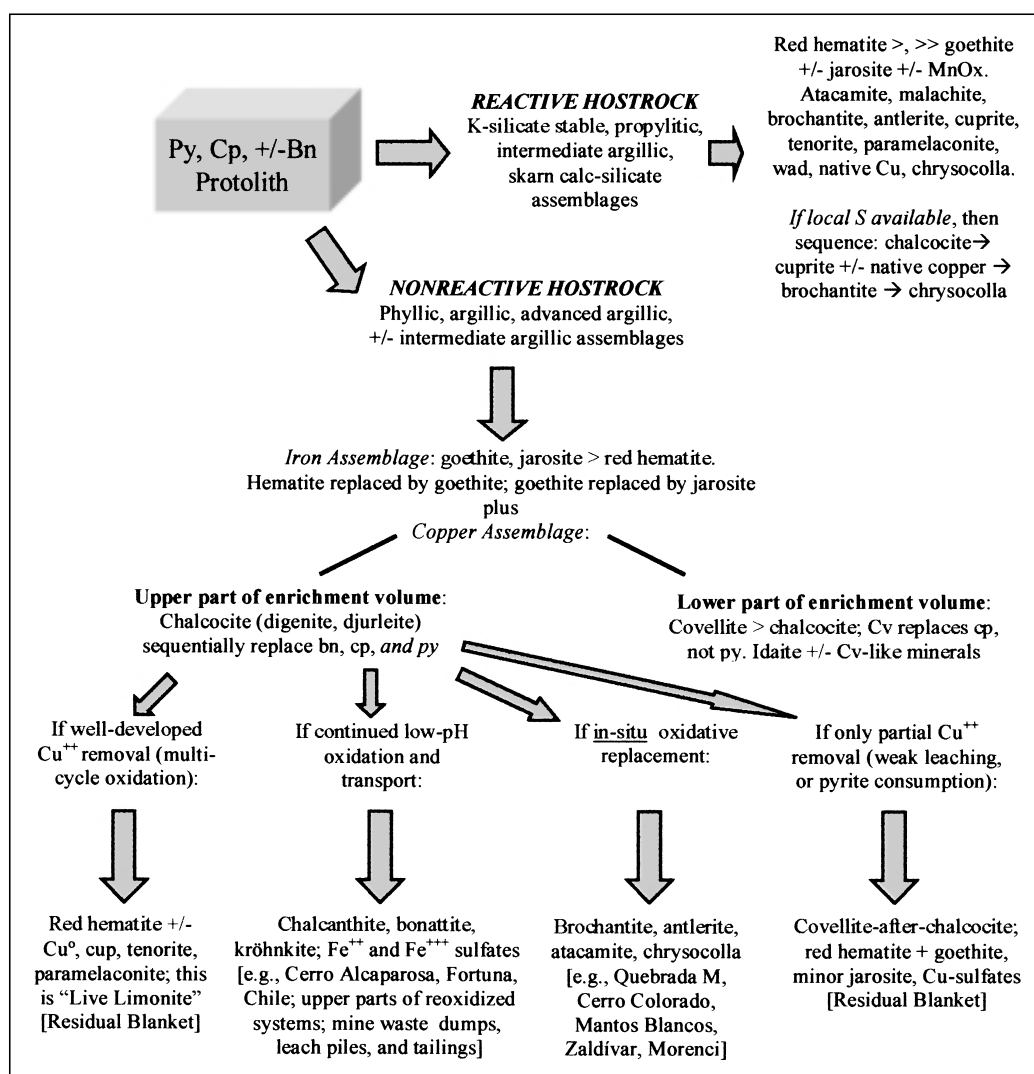 Py, Cp, +/-Bn
Protolith
REACTIVE HOSTROCK
K-silicate stable, propylitic,
intermediate argillic,
skarn calc-silicate
assemblages
Red hematite >, >> goethite
+/- jarosite +/- MnOx.
Atacamite, malachite,
brochantite, antlerite, cuprite,
tenorite, paramelaconite,
wad, native Cu, chrysocolla.
If local S available, then
sequence: chalcocite→
cuprite +/- native copper →
brochantite → chrysocolla
NONREACTIVE HOSTROCK
Phyllic, argillic, advanced argillic,
+/- intermediate argillic assemblages
Iron Assemblage: goethite, jarosite > red hematite.
Hematite replaced by goethite; goethite replaced by jarosite
plus
Copper Assemblage:
Upper part of enrichment volume:
Chalcocite (digenite, djurleite)
sequentially replace bn, cp, and py
Lower part of enrichment volume:
Covellite > chalcocite; Cv replaces cp,
not py. Idaite +/- Cv-like minerals
If well-developed
Cu⁺⁺ removal (multi-
cycle oxidation):
If continued low-pH
oxidation and
transport:
If in-situ oxidative
replacement:
If only partial Cu⁺⁺
removal (weak leaching,
or pyrite consumption):
Red hematite +/-
Cuº, cup, tenorite,
paramelaconite; this
is “Live Limonite”
[Residual Blanket]
Chalcanthite, bonattite,
kröhnkite; Fe⁺⁺ and Fe⁺⁺⁺ sulfates
[e.g., Cerro Alcaparosa, Fortuna,
Chile; upper parts of reoxidized
systems; mine waste dumps,
leach piles, and tailings]
Brochantite, antlerite,
atacamite, chrysocolla
[e.g., Quebrada M,
Cerro Colorado,
Mantos Blancos,
Zaldívar, Morenci]
Covellite-after-chalcocite;
red hematite + goethite,
minor jarosite, Cu-sulfates
[Residual Blanket]